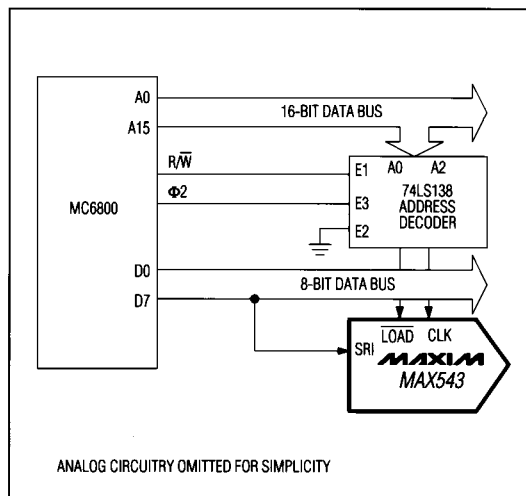 A0
16-BIT DATA BUS
A15
R/W̅
E1 A0 A2
MC6800
Φ2
74LS138
ADDRESS
DECODER
E3
E2
D0
8-BIT DATA BUS
D7
SRI L̅O̅A̅D̅ CLK
MAXIM
MAX543
ANALOG CIRCUITRY OMITTED FOR SIMPLICITY